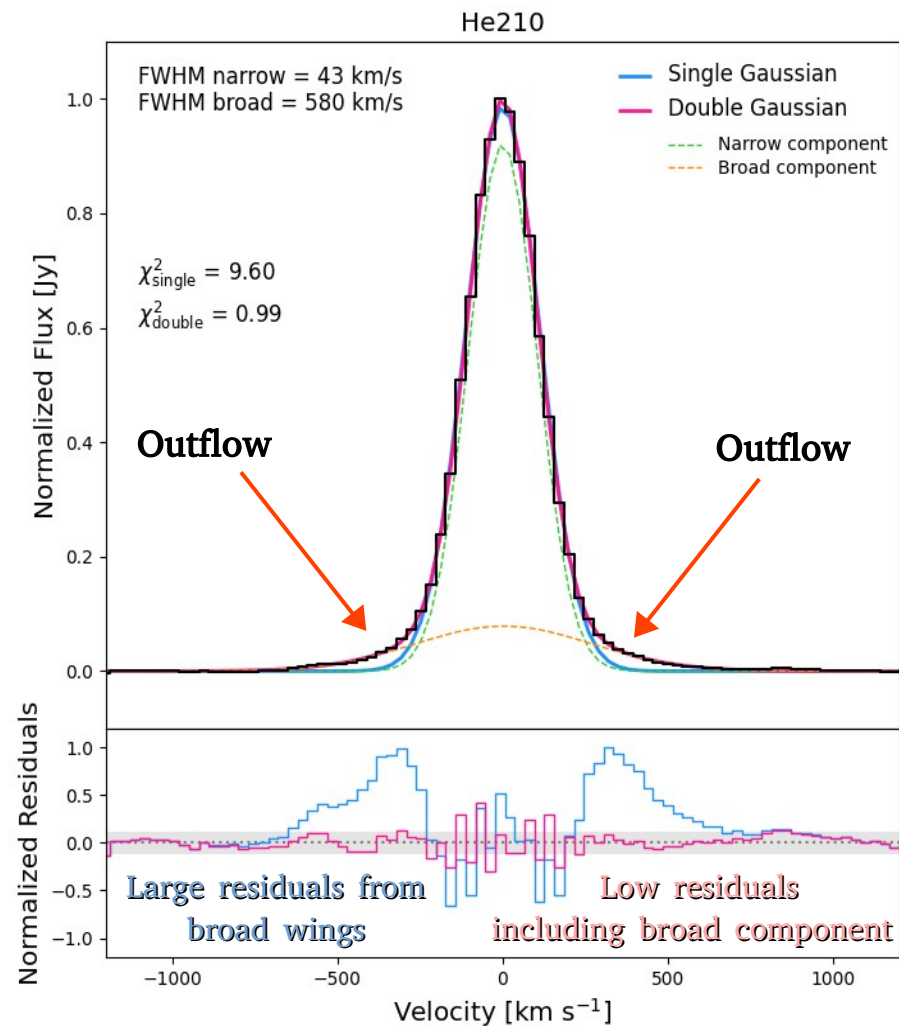 He210
FWHM narrow = 43 km/s
FWHM broad = 580 km/s
Single Gaussian
Double Gaussian
Narrow component
Broad component
χ²single = 9.60
χ²double = 0.99
Outflow
Outflow
Normalized Flux [Jy]
1.0
0.8
0.6
0.4
0.2
0.0
Normalized Residuals
1.0
0.5
0.0
−0.5
−1.0
Large residuals from
broad wings
Low residuals
including broad component
−1000
−500
0
500
1000
Velocity [km s⁻¹]